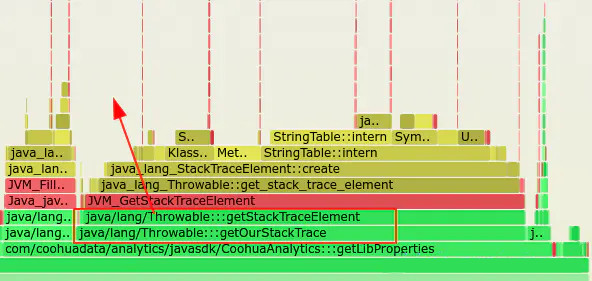 ja..
S.. StringTable::intern Sym.. U..
java_la.. Klass.. Met.. StringTable::intern
java_lan.. java_lang_StackTraceElement::create
JVM_Fill.. java_lang_Throwable::get_stack_trace_element
Java_jav.. JVM_GetStackTraceElement
java/lang.. java/lang/Throwable:::getStackTraceElement
java/lang.. java/lang/Throwable:::getOurStackTrace j..
com/coohuadata/analytics/javasdk/CoohuaAnalytics:::getLibProperties